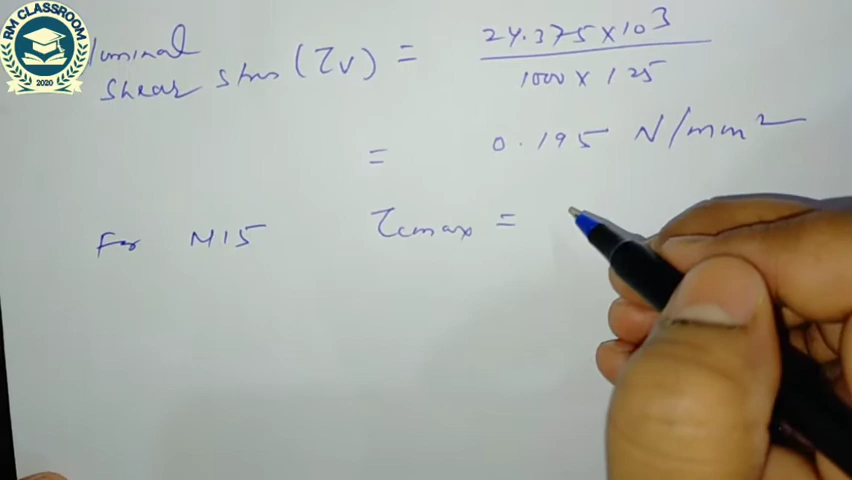 RM CLASSROOM
2020
Nominal
Shear stress (τv) = 24.375×10³
1000 × 125
= 0.195 N/mm²
For M15 τcmax =